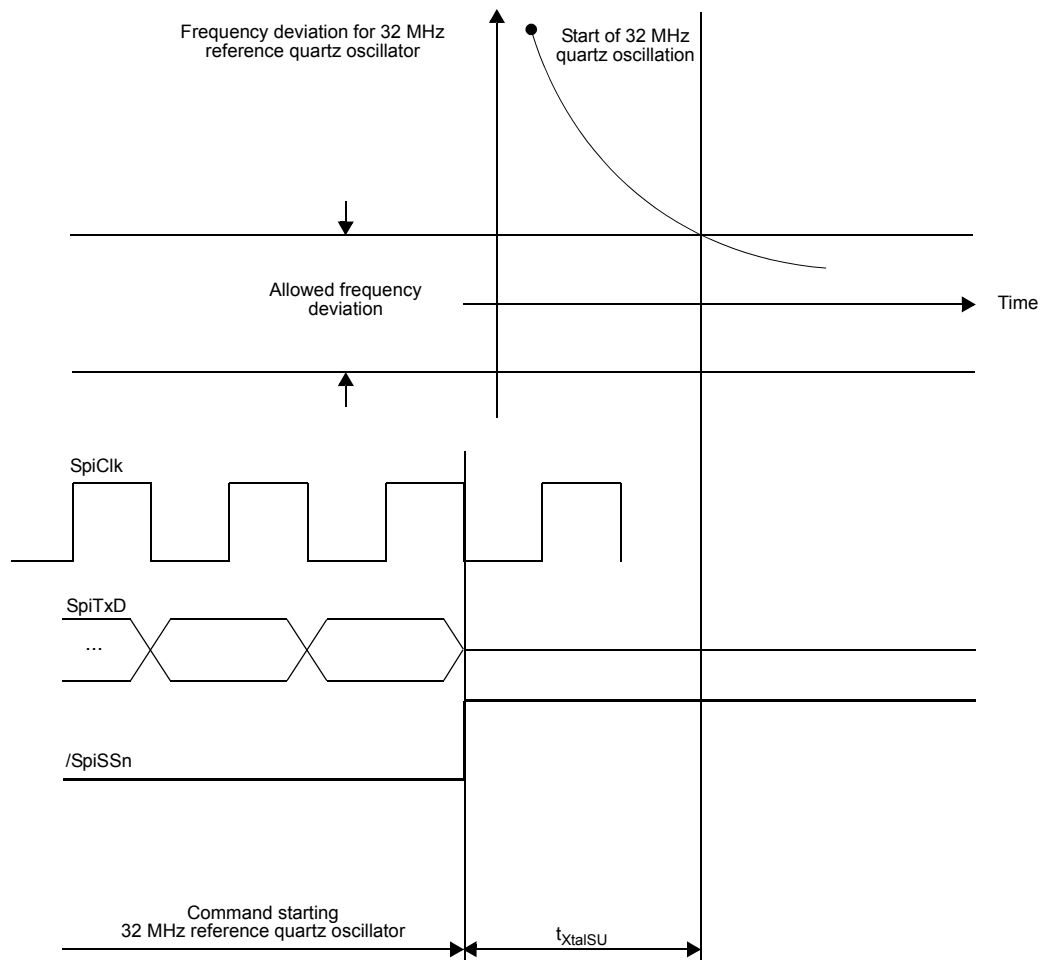 Frequency deviation for 32 MHz
reference quartz oscillator
Start of 32 MHz
quartz oscillation
Allowed frequency
deviation
Time
SpiClk
SpiTxD
...
/SpiSSn
Command starting
32 MHz reference quartz oscillator
tXtalSU